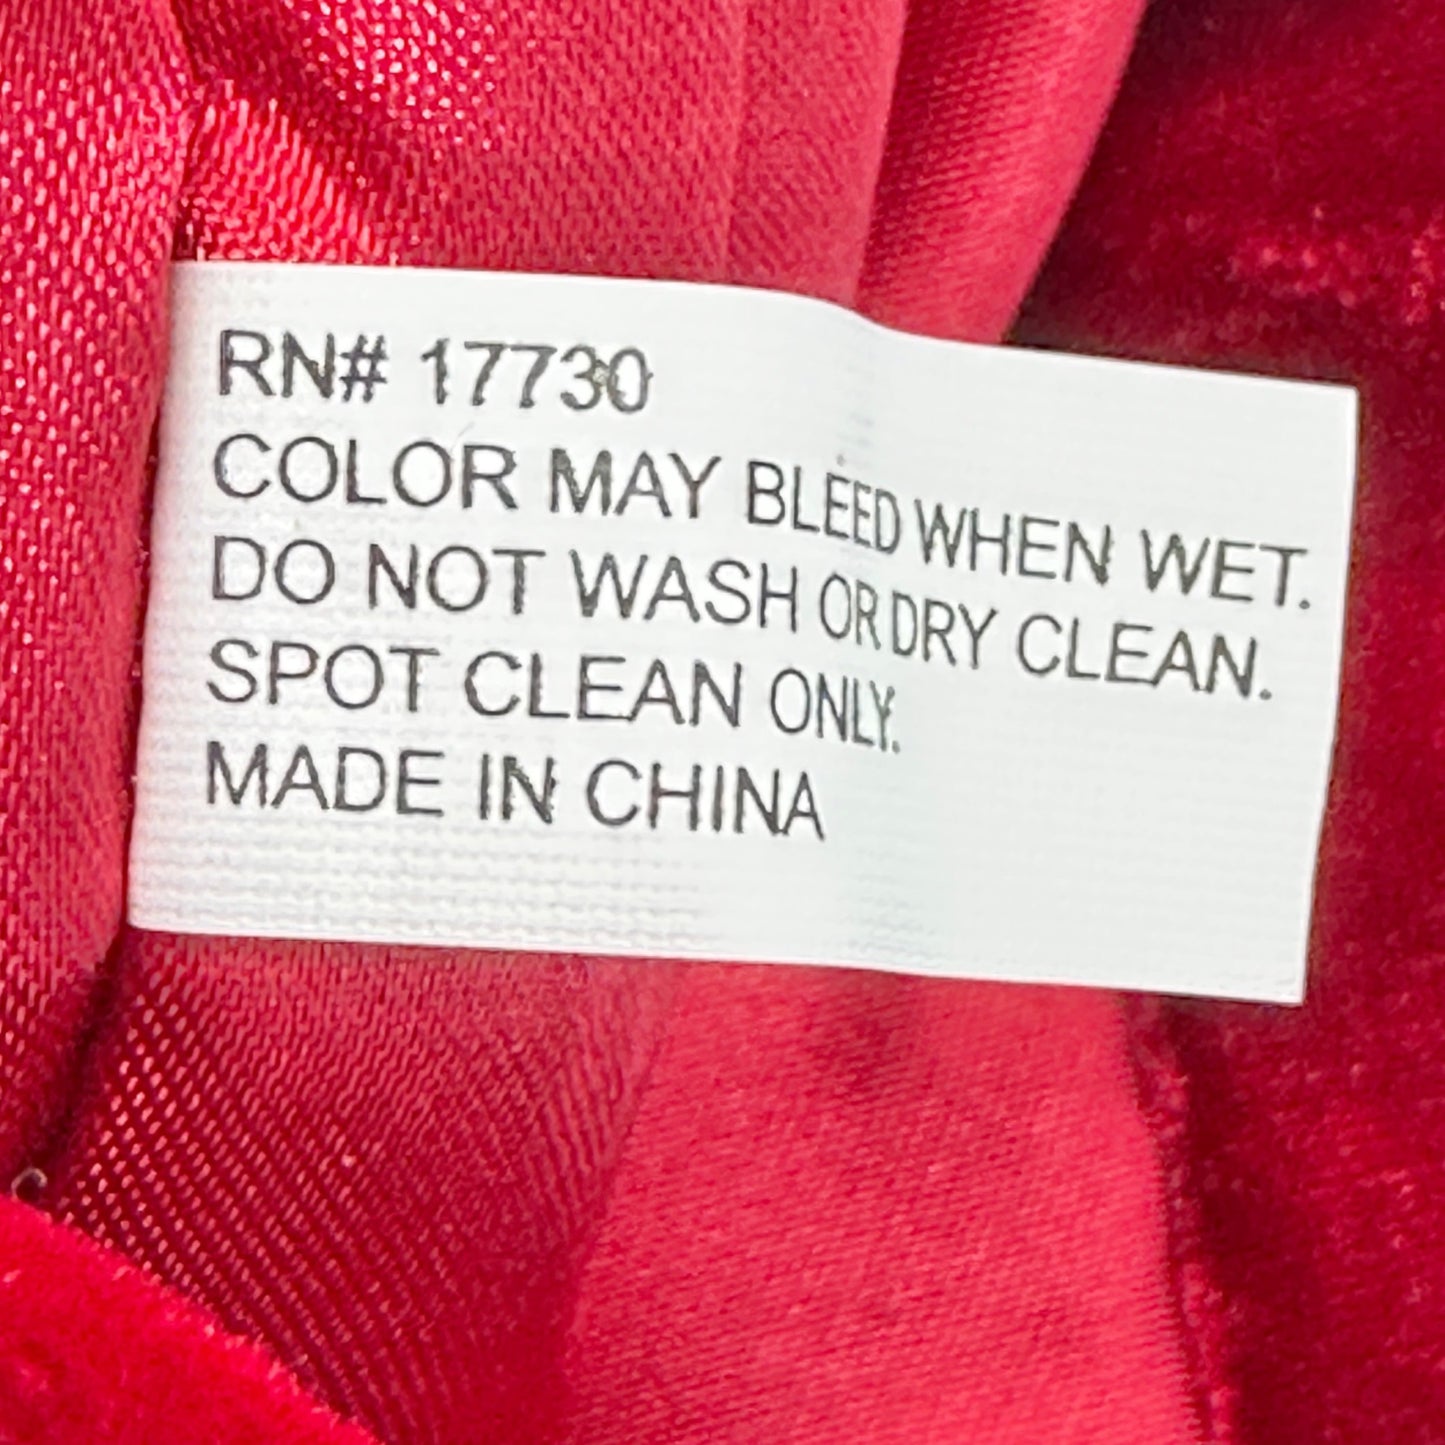 RN# 17730
COLOR MAY BLEED WHEN WET.
DO NOT WASH OR DRY CLEAN.
SPOT CLEAN ONLY.
MADE IN CHINA